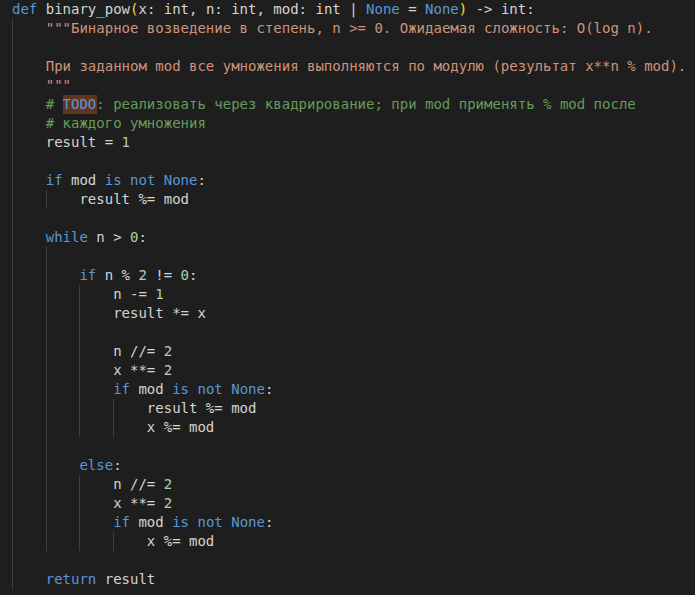 def binary_pow(x: int, n: int, mod: int | None = None) -> int:
    """Бинарное возведение в степень, n >= 0. Ожидаемая сложность: O(log n).

    При заданном mod все умножения выполняются по модулю (результат x**n % mod).
    """
    # TODO: реализовать через квадрирование; при mod применять % mod после
    # каждого умножения
    result = 1

    if mod is not None:
        result %= mod

    while n > 0:

        if n % 2 != 0:
            n -= 1
            result *= x

            n //= 2
            x **= 2
            if mod is not None:
                result %= mod
                x %= mod

        else:
            n //= 2
            x **= 2
            if mod is not None:
                x %= mod

    return result